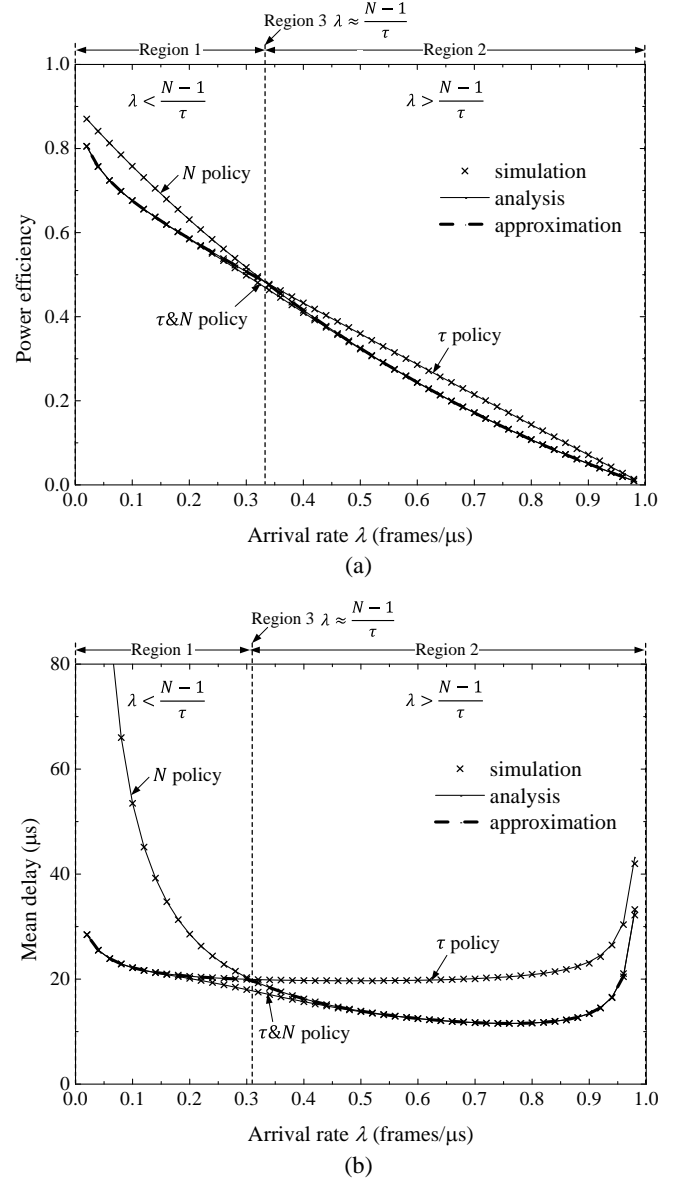 Region 3 λ ≈ (N − 1)/τ
Region 1
Region 2
λ < (N − 1)/τ
λ > (N − 1)/τ
1.0
0.8
0.6
0.4
0.2
0.0
Power efficiency
N policy
τ&N policy
τ policy
simulation
analysis
approximation
0.0 0.1 0.2 0.3 0.4 0.5 0.6 0.7 0.8 0.9 1.0
Arrival rate λ (frames/μs)
(a)
Region 3 λ ≈ (N − 1)/τ
Region 1
Region 2
λ < (N − 1)/τ
λ > (N − 1)/τ
80
60
40
20
0
Mean delay (μs)
N policy
simulation
analysis
approximation
τ policy
τ&N policy
0.0 0.1 0.2 0.3 0.4 0.5 0.6 0.7 0.8 0.9 1.0
Arrival rate λ (frames/μs)
(b)